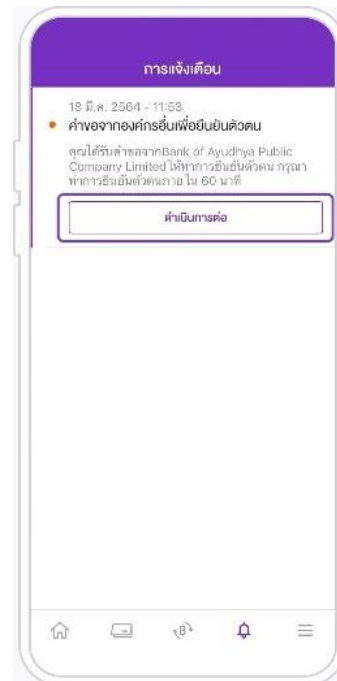 การแจ้งเตือน
18 มี.ค. 2564 - 11:53
คำขอจากองค์กรอื่นเพื่อยืนยันตัวตน
คุณได้รับคำขอจากBank of Ayudhya Public
Company Limited ให้ทำการยืนยันตัวตน กรุณา
ทำการยืนยันตัวตนภายใน 60 นาที
ดำเนินการต่อ